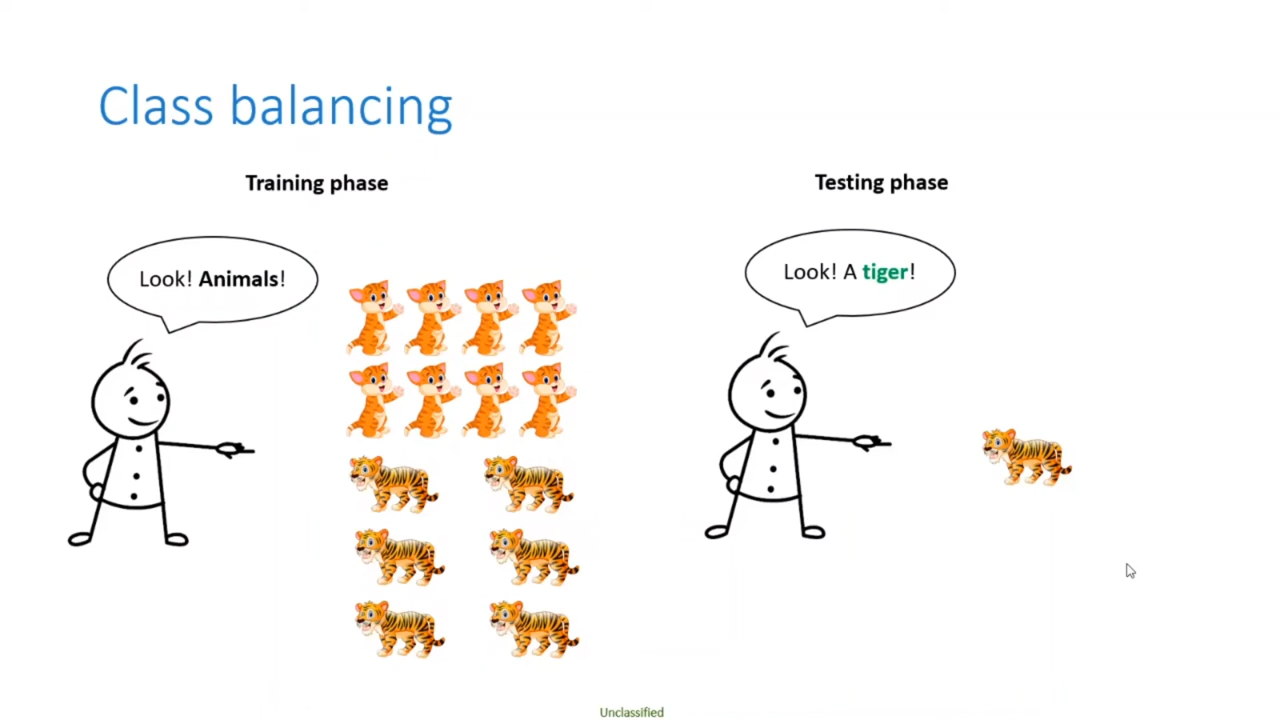 Class balancing
Training phase
Testing phase
Look! Animals!
Look! A tiger!
Unclassified